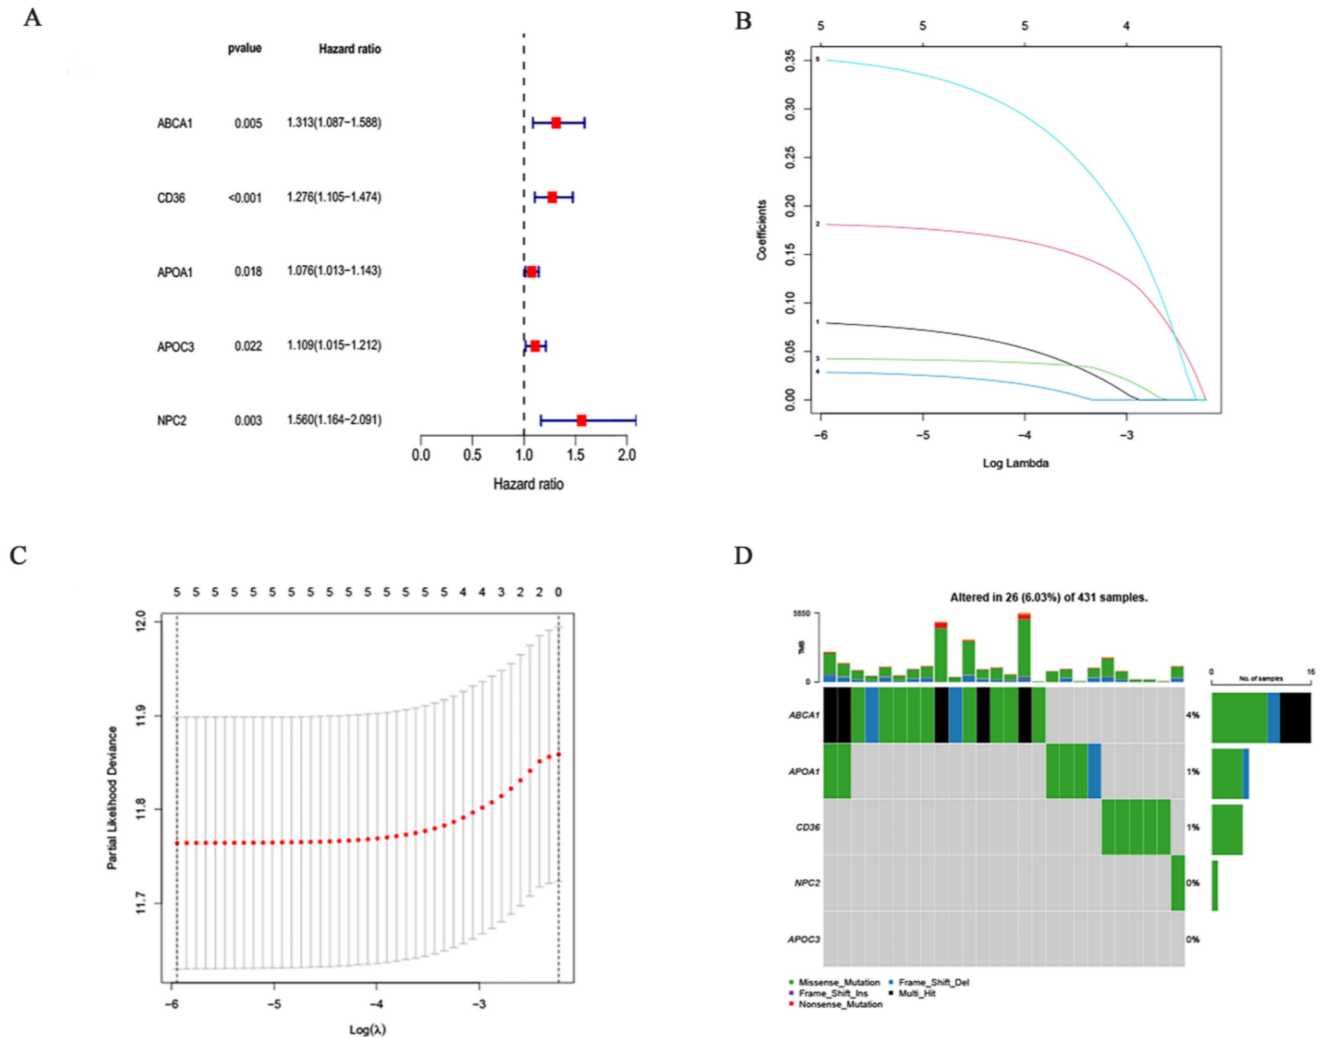 A
pvalue Hazard ratio
ABCA1 0.005 1.313(1.087−1.588)
CD36 <0.001 1.276(1.105−1.474)
APOA1 0.018 1.076(1.013−1.143)
APOC3 0.022 1.109(1.015−1.212)
NPC2 0.003 1.560(1.164−2.091)
0.0 0.5 1.0 1.5 2.0
Hazard ratio
B
5 5 5 4
0.35
0.30
0.25
0.20
0.15
0.10
0.05
0.00
Coefficients
5
2
1
3
4
−6 −5 −4 −3
Log Lambda
C
5 5 5 5 5 5 5 5 5 5 5 5 5 5 5 4 4 3 2 2 0
12.0
11.9
11.8
11.7
Partial Likelihood Deviance
−6 −5 −4 −3
Log(λ)
D
Altered in 26 (6.03%) of 431 samples.
5850
TMB
0
0 16
No. of samples
ABCA1 4%
APOA1 1%
CD36 1%
NPC2 0%
APOC3 0%
Missense_Mutation Frame_Shift_Del
Frame_Shift_Ins Multi_Hit
Nonsense_Mutation